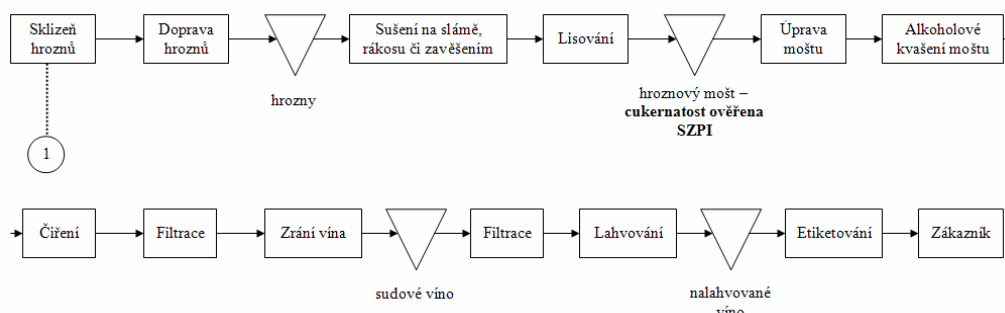 Sklizeň
hroznů
Doprava
hroznů
Sušení na slámě,
rákosu či zavěšením
Lisování
Úprava
moštu
Alkoholové
kvašení moštu
hrozny
hroznový mošt –
cukernatost ověřena
SZPI
1
Čiření
Filtrace
Zrání vína
Filtrace
Lahvování
Etiketování
Zákazník
sudové víno
nalahvované
víno